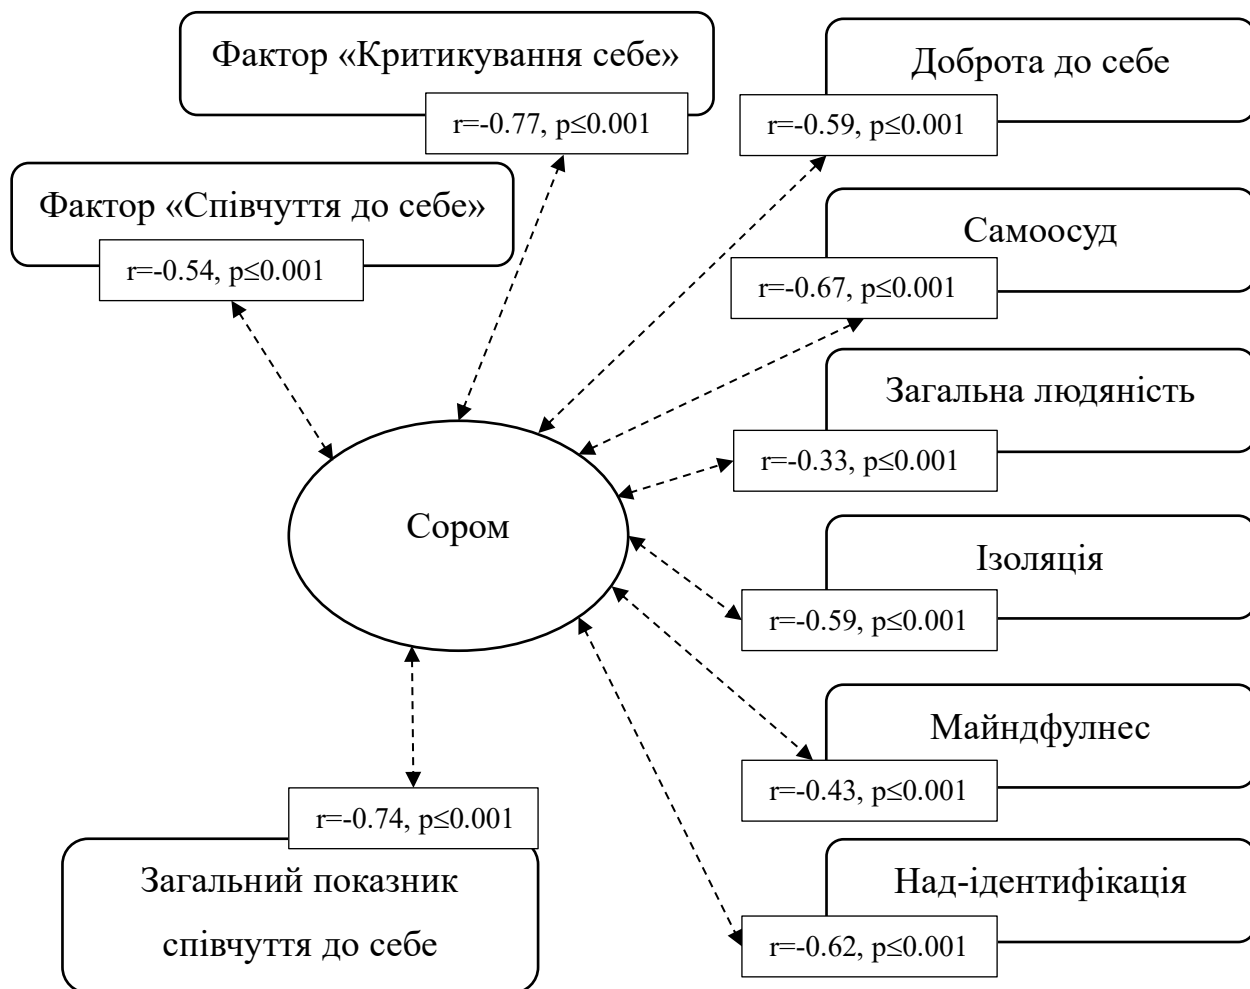 Фактор «Критикування себе»
r=-0.77, p≤0.001
Доброта до себе
r=-0.59, p≤0.001
Фактор «Співчуття до себе»
r=-0.54, p≤0.001
Самоосуд
r=-0.67, p≤0.001
Загальна людяність
r=-0.33, p≤0.001
Сором
Ізоляція
r=-0.59, p≤0.001
Майндфулнес
r=-0.43, p≤0.001
r=-0.74, p≤0.001
Загальний показник
співчуття до себе
Над-ідентифікація
r=-0.62, p≤0.001